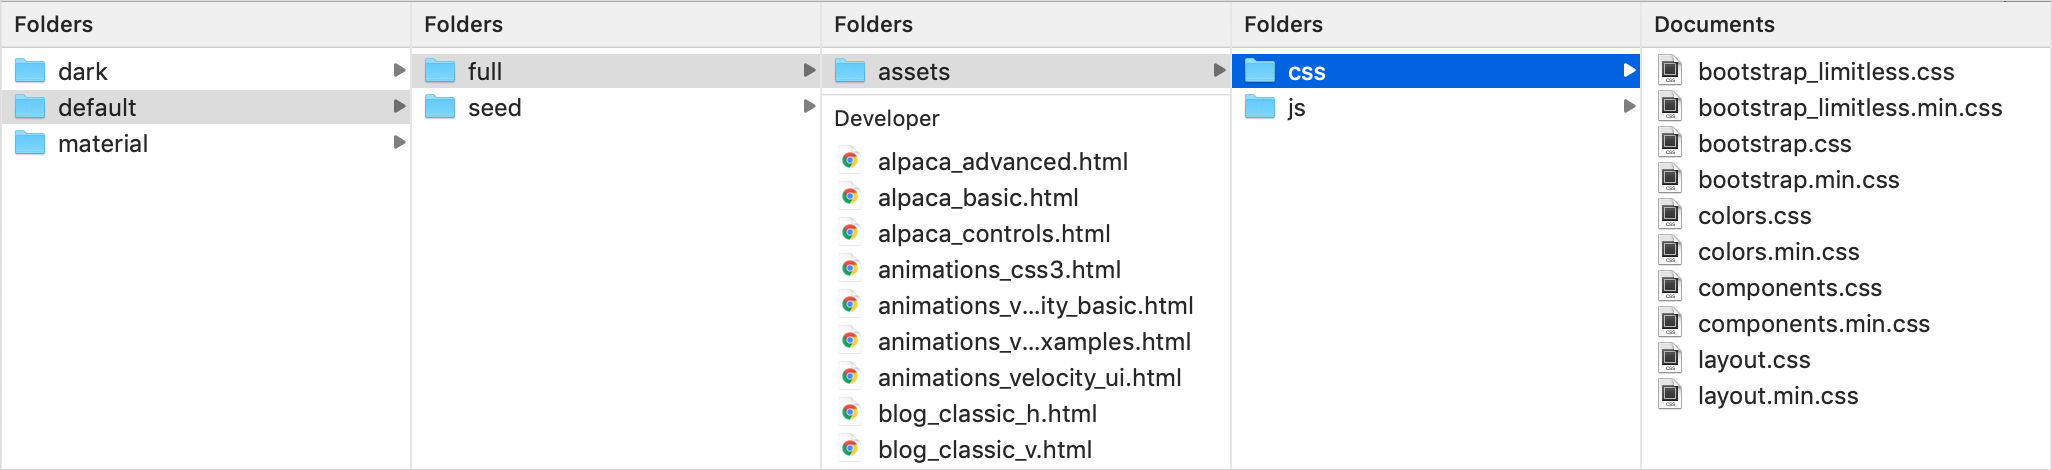 Folders
dark
default
material
Folders
full
seed
Folders
assets
Developer
alpaca_advanced.html
alpaca_basic.html
alpaca_controls.html
animations_css3.html
animations_v...ity_basic.html
animations_v...xamples.html
animations_velocity_ui.html
blog_classic_h.html
blog_classic_v.html
Folders
css
js
Documents
bootstrap_limitless.css
bootstrap_limitless.min.css
bootstrap.css
bootstrap.min.css
colors.css
colors.min.css
components.css
components.min.css
layout.css
layout.min.css